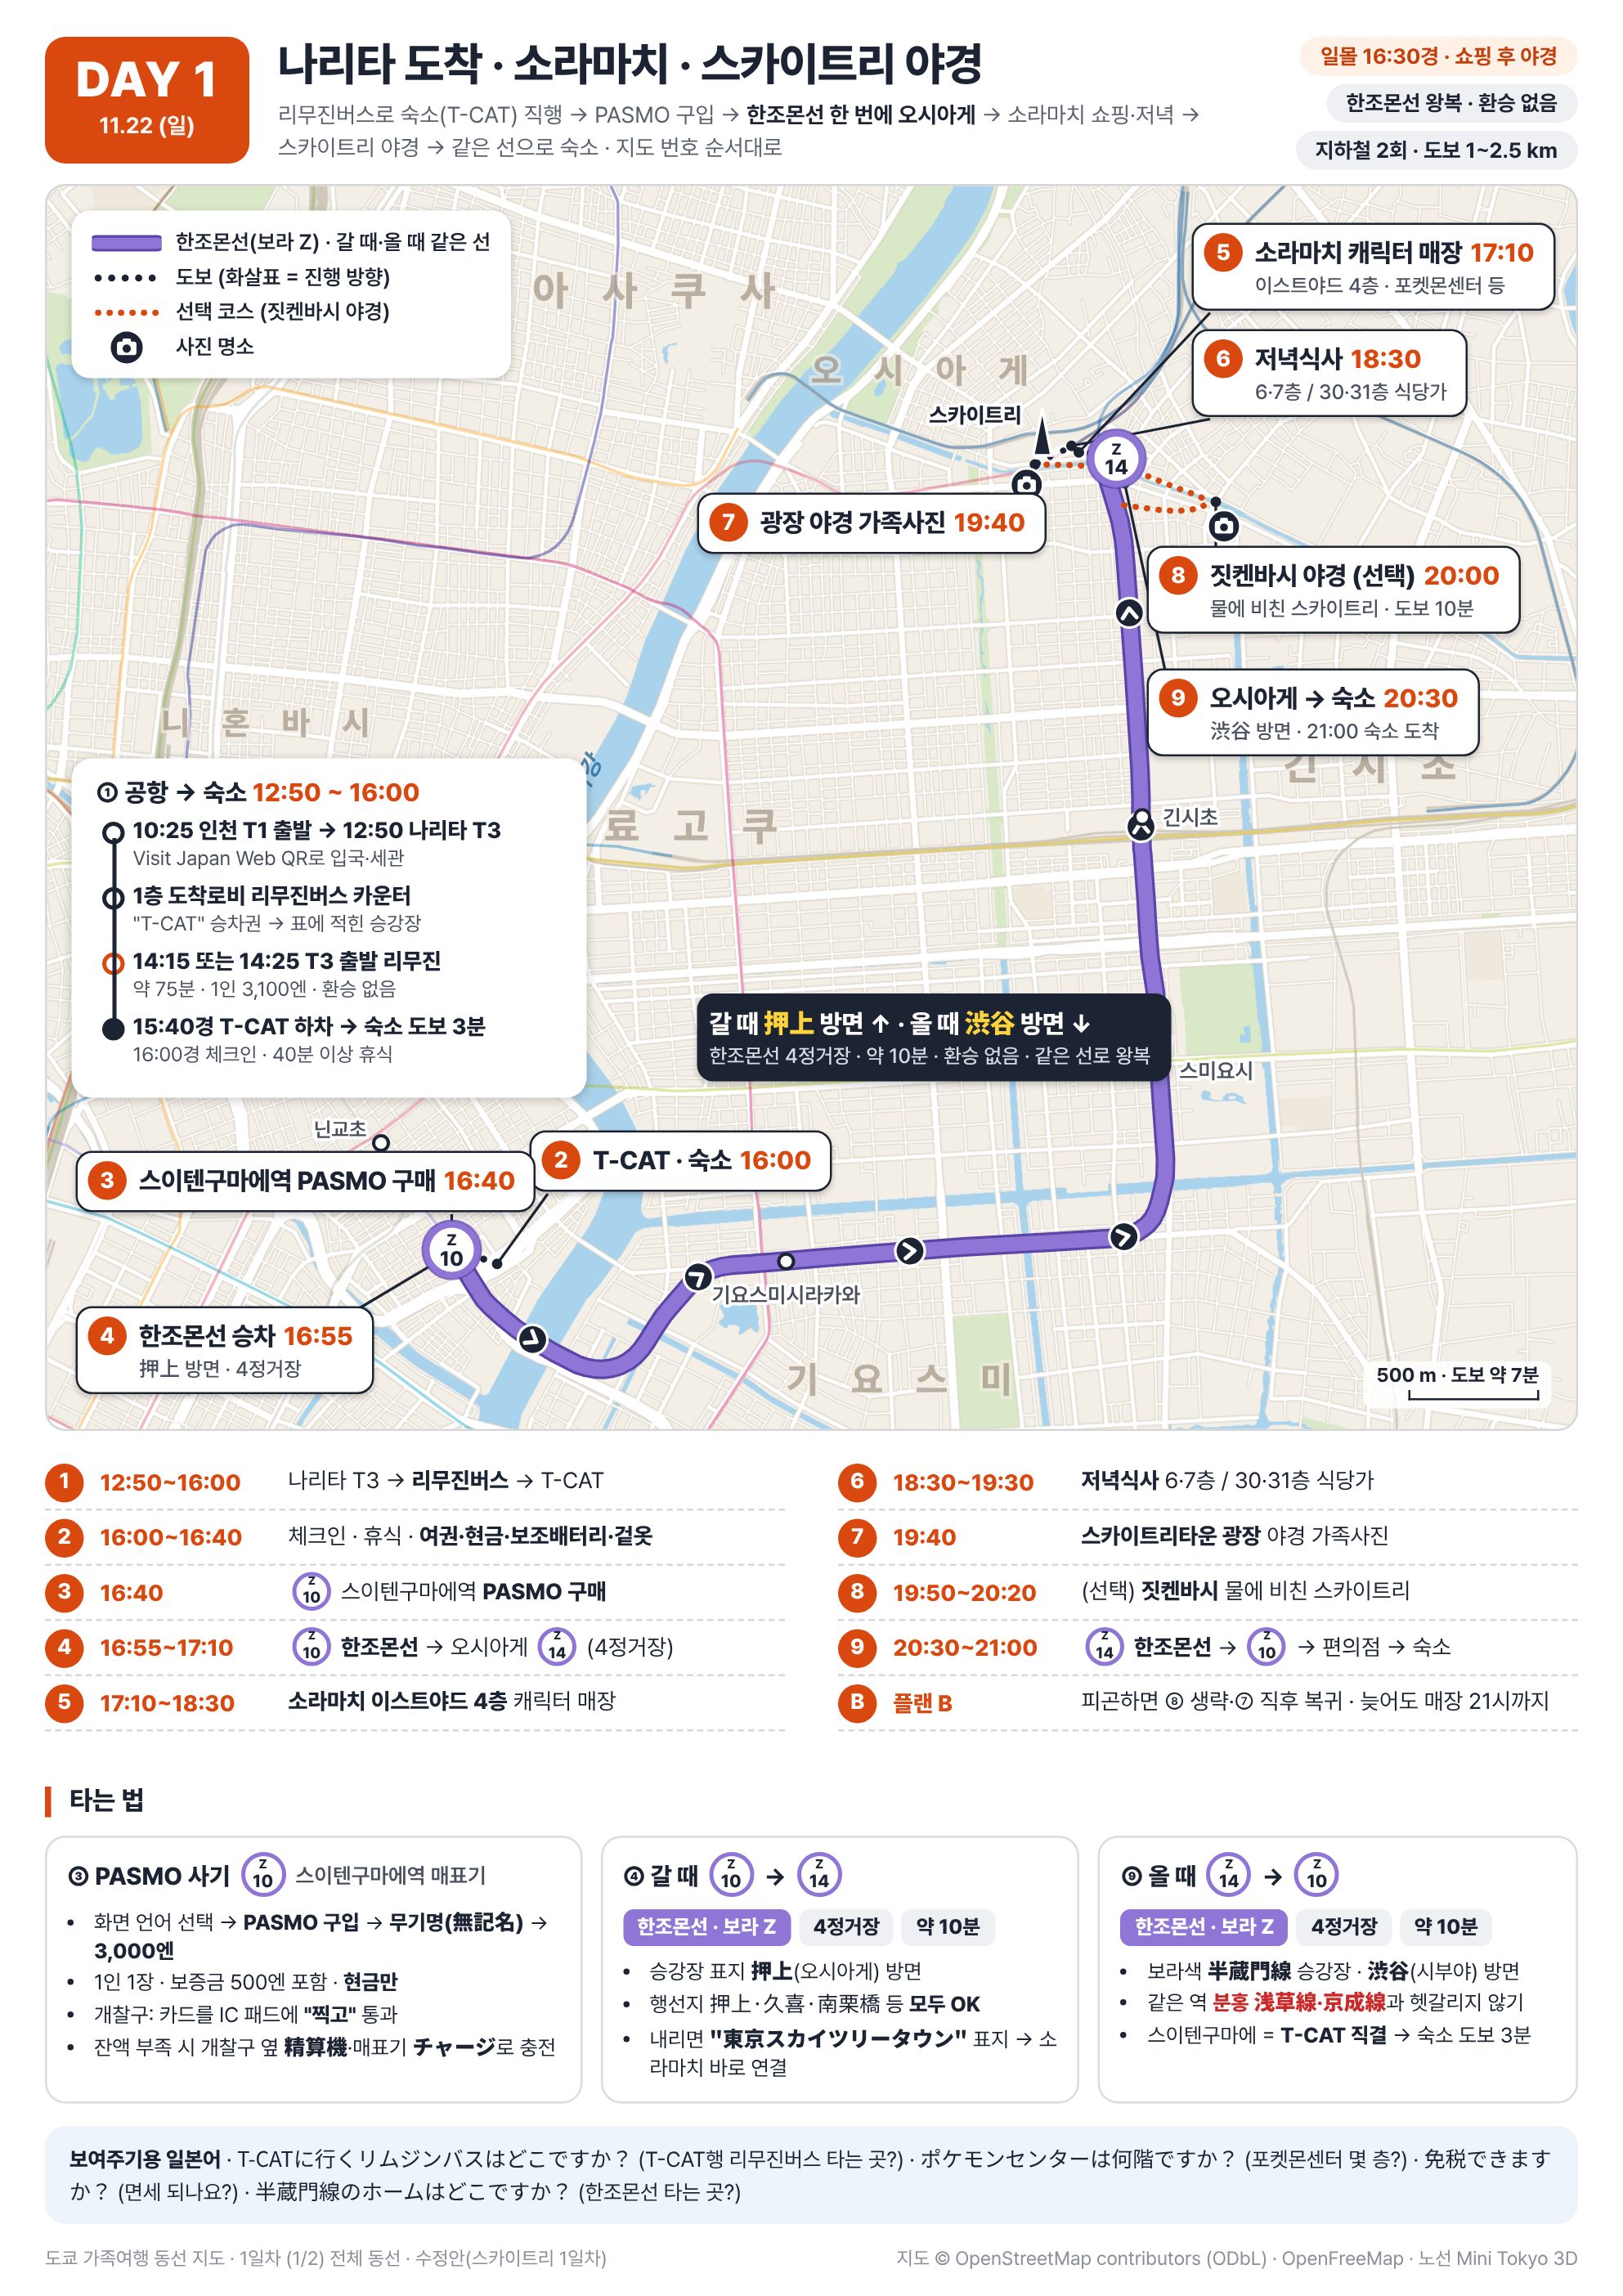 DAY 1
11.22 (일)
나리타 도착 · 소라마치 · 스카이트리 야경
리무진버스로 숙소(T-CAT) 직행 → PASMO 구입 → 한조몬선 한 번에 오시아게 → 소라마치 쇼핑·저녁 →
스카이트리 야경 → 같은 선으로 숙소 · 지도 번호 순서대로
일몰 16:30경 · 쇼핑 후 야경
한조몬선 왕복 · 환승 없음
지하철 2회 · 도보 1~2.5 km
한조몬선(보라 Z) · 갈 때·올 때 같은 선
도보 (화살표 = 진행 방향)
선택 코스 (짓켄바시 야경)
사진 명소
아 사 쿠 사
오 시 아 게
스카이트리
5 소라마치 캐릭터 매장 17:10
이스트야드 4층 · 포켓몬센터 등
6 저녁식사 18:30
6·7층 / 30·31층 식당가
Z
14
7 광장 야경 가족사진 19:40
8 짓켄바시 야경 (선택) 20:00
물에 비친 스카이트리 · 도보 10분
9 오시아게 → 숙소 20:30
渋谷 방면 · 21:00 숙소 도착
니 혼 바 시
긴 시 초
강
료 고 쿠
긴시초
① 공항 → 숙소 12:50 ~ 16:00
10:25 인천 T1 출발 → 12:50 나리타 T3
Visit Japan Web QR로 입국·세관
1층 도착로비 리무진버스 카운터
"T-CAT" 승차권 → 표에 적힌 승강장
14:15 또는 14:25 T3 출발 리무진
약 75분 · 1인 3,100엔 · 환승 없음
15:40경 T-CAT 하차 → 숙소 도보 3분
16:00경 체크인 · 40분 이상 휴식
갈 때 押上 방면 ↑ · 올 때 渋谷 방면 ↓
한조몬선 4정거장 · 약 10분 · 환승 없음 · 같은 선로 왕복
스미요시
닌교초
2 T-CAT · 숙소 16:00
3 스이텐구마에역 PASMO 구매 16:40
Z
10
기요스미시라카와
4 한조몬선 승차 16:55
押上 방면 · 4정거장
기 요 스 미
500 m · 도보 약 7분
1 12:50~16:00 나리타 T3 → 리무진버스 → T-CAT
2 16:00~16:40 체크인 · 휴식 · 여권·현금·보조배터리·겉옷
3 16:40 Z 10 스이텐구마에역 PASMO 구매
4 16:55~17:10 Z 10 한조몬선 → 오시아게 Z 14 (4정거장)
5 17:10~18:30 소라마치 이스트야드 4층 캐릭터 매장
6 18:30~19:30 저녁식사 6·7층 / 30·31층 식당가
7 19:40 스카이트리타운 광장 야경 가족사진
8 19:50~20:20 (선택) 짓켄바시 물에 비친 스카이트리
9 20:30~21:00 Z 14 한조몬선 → Z 10 → 편의점 → 숙소
B 플랜 B 피곤하면 ⑧ 생략·⑦ 직후 복귀 · 늦어도 매장 21시까지
타는 법
③ PASMO 사기 Z 10 스이텐구마에역 매표기
• 화면 언어 선택 → PASMO 구입 → 무기명(無記名) →
3,000엔
• 1인 1장 · 보증금 500엔 포함 · 현금만
• 개찰구: 카드를 IC 패드에 "찍고" 통과
• 잔액 부족 시 개찰구 옆 精算機·매표기 チャージ로 충전
④ 갈 때 Z 10 → Z 14
한조몬선 · 보라 Z 4정거장 약 10분
• 승강장 표지 押上(오시아게) 방면
• 행선지 押上·久喜·南栗橋 등 모두 OK
• 내리면 "東京スカイツリータウン" 표지 → 소
라마치 바로 연결
⑨ 올 때 Z 14 → Z 10
한조몬선 · 보라 Z 4정거장 약 10분
• 보라색 半蔵門線 승강장 · 渋谷(시부야) 방면
• 같은 역 분홍 浅草線·京成線과 헷갈리지 않기
• 스이텐구마에 = T-CAT 직결 → 숙소 도보 3분
보여주기용 일본어 · T-CATに行くリムジンバスはどこですか？ (T-CAT행 리무진버스 타는 곳?) · ポケモンセンターは何階ですか？ (포켓몬센터 몇 층?) · 免税できます
か？ (면세 되나요?) · 半蔵門線のホームはどこですか？ (한조몬선 타는 곳?)
도쿄 가족여행 동선 지도 · 1일차 (1/2) 전체 동선 · 수정안(스카이트리 1일차)
지도 © OpenStreetMap contributors (ODbL) · OpenFreeMap · 노선 Mini Tokyo 3D